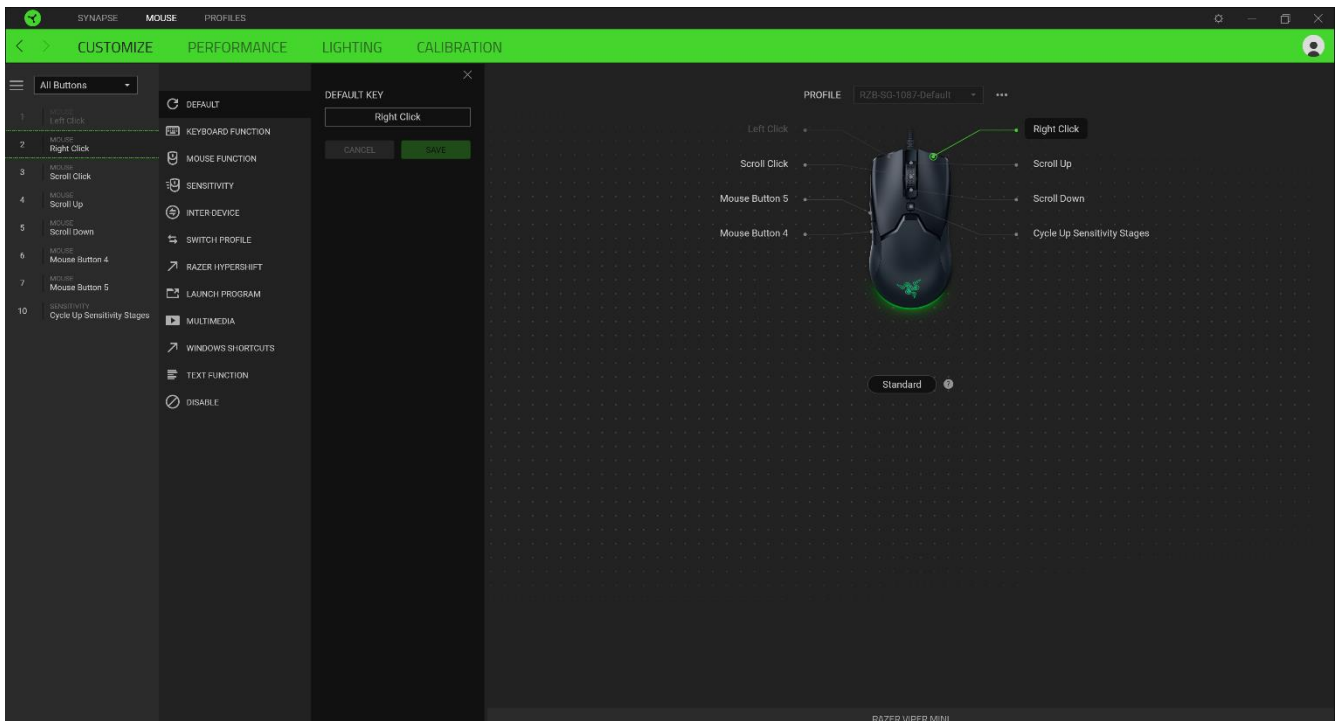 SYNAPSE MOUSE PROFILES
CUSTOMIZE PERFORMANCE LIGHTING CALIBRATION
All Buttons
1 MOUSE
Left Click
2 MOUSE
Right Click
3 MOUSE
Scroll Click
4 MOUSE
Scroll Up
5 MOUSE
Scroll Down
6 MOUSE
Mouse Button 4
7 MOUSE
Mouse Button 5
10 SENSITIVITY
Cycle Up Sensitivity Stages
DEFAULT
KEYBOARD FUNCTION
MOUSE FUNCTION
SENSITIVITY
INTER-DEVICE
SWITCH PROFILE
RAZER HYPERSHIFT
LAUNCH PROGRAM
MULTIMEDIA
WINDOWS SHORTCUTS
TEXT FUNCTION
DISABLE
DEFAULT KEY
Right Click
CANCEL SAVE
PROFILE RZB-SG-1087-Default
Left Click
Right Click
Scroll Click
Scroll Up
Mouse Button 5
Scroll Down
Mouse Button 4
Cycle Up Sensitivity Stages
Standard ?
RAZER VIPER MINI